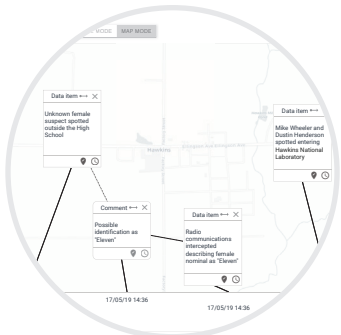 MODE MAP MODE
Data item
Unknown female
suspect spotted
outside the High
School
Data item
Mike Wheeler and
Dustin Henderson
spotted entering
Hawkins National
Laboratory
Hawkins
Comment
Possible
identification as
"Eleven"
Data item
Radio
communications
intercepted
describing female
nominal as "Eleven"
17/05/19 14:36
17/05/19 14:36